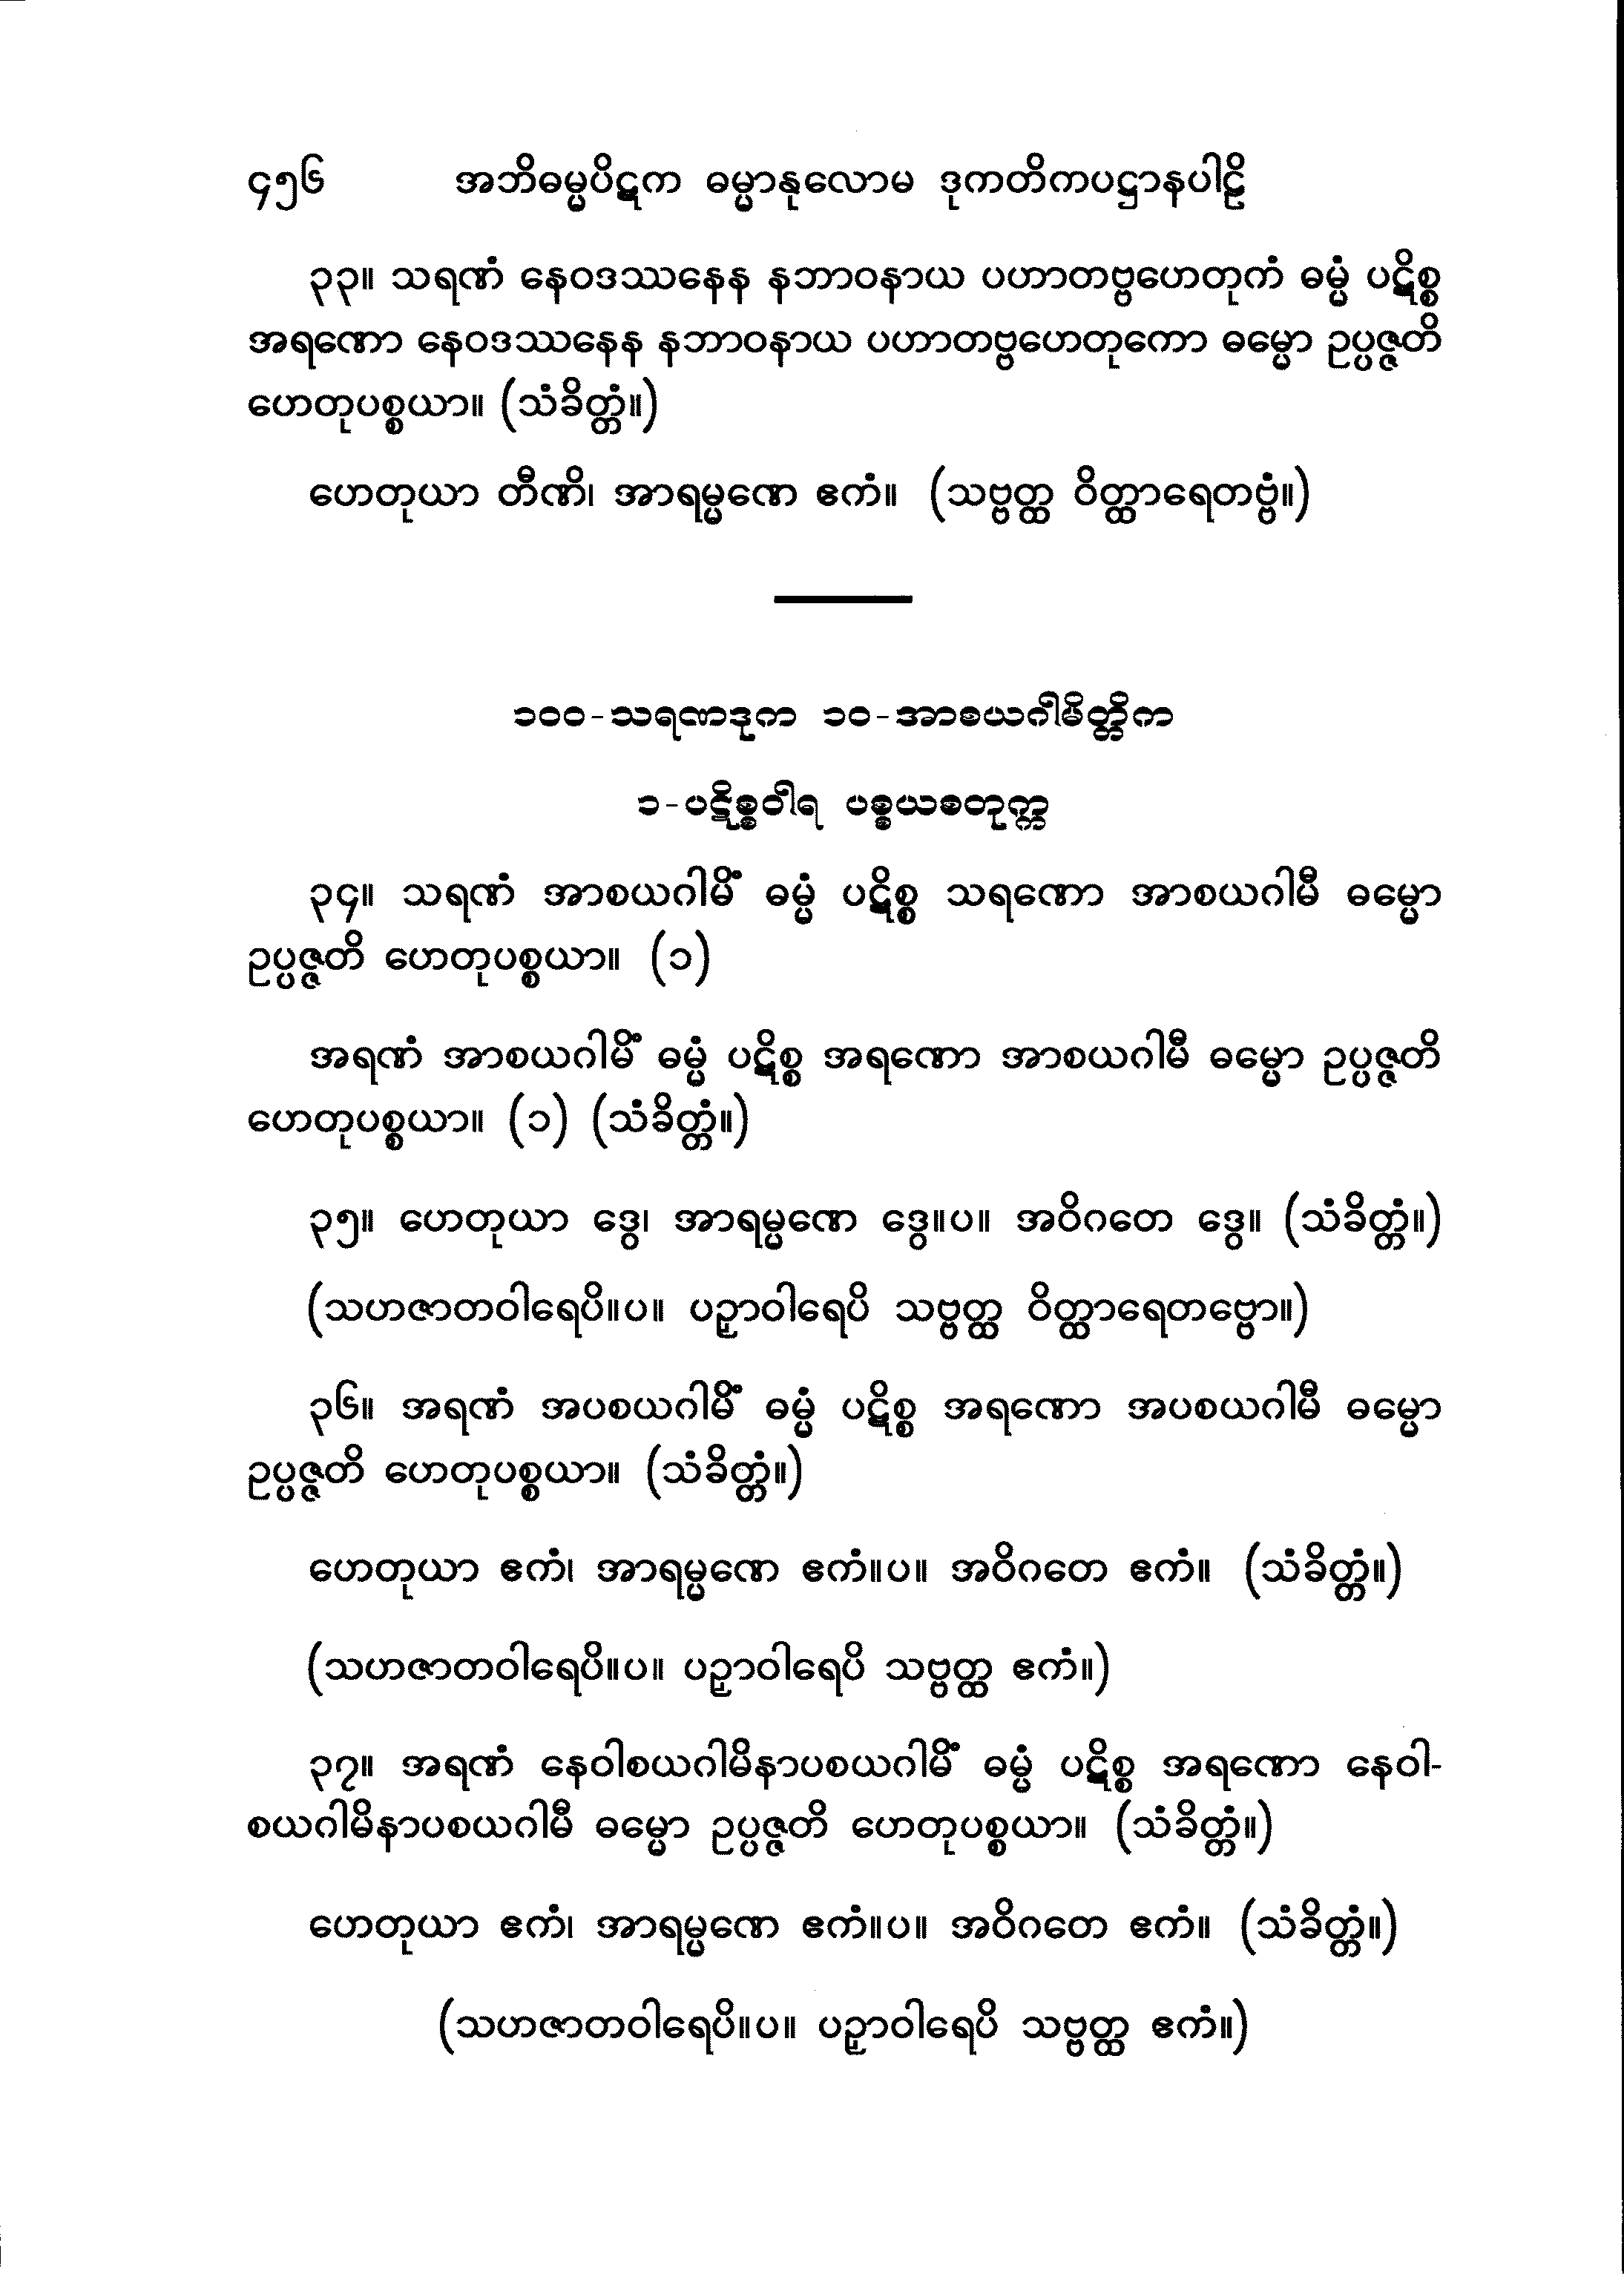 ၄၅၆ အဘိဓမ္မပိဋက ဓမ္မာနုလောမ ဒုကတိကပဋ္ဌာနပါဠိ
၃၃။ သရဏံ နေဝဒဿနေန နဘာဝနာယ ပဟာတဗ္ဗဟေတုကံ ဓမ္မံ ပဋိစ္စ
အရဏော နေဝဒဿနေန နဘာဝနာယ ပဟာတဗ္ဗဟေတုကော ဓမ္မော ဥပ္ပဇ္ဇတိ
ဟေတုပစ္စယာ။ (သံခိတ္တံ။)
ဟေတုယာ တီဏိ၊ အာရမ္မဏေ ဧကံ။ (သဗ္ဗတ္ထ ဝိတ္ထာရေတဗ္ဗံ။)
၁၀၀-သရဏဒုက ၁၀-အာစယဂါမိတ္တိက
၁-ပဋိစ္စဝါရ ပစ္စယစတုက္က
၃၄။ သရဏံ အာစယဂါမိံ ဓမ္မံ ပဋိစ္စ သရဏော အာစယဂါမီ ဓမ္မော
ဥပ္ပဇ္ဇတိ ဟေတုပစ္စယာ။ (၁)
အရဏံ အာစယဂါမိံ ဓမ္မံ ပဋိစ္စ အရဏော အာစယဂါမီ ဓမ္မော ဥပ္ပဇ္ဇတိ
ဟေတုပစ္စယာ။ (၁) (သံခိတ္တံ။)
၃၅။ ဟေတုယာ ဒွေ၊ အာရမ္မဏေ ဒွေ။ပ။ အဝိဂတေ ဒွေ။ (သံခိတ္တံ။)
(သဟဇာတဝါရေပိ။ပ။ ပဉှာဝါရေပိ သဗ္ဗတ္ထ ဝိတ္ထာရေတဗ္ဗော။)
၃၆။ အရဏံ အပစယဂါမိံ ဓမ္မံ ပဋိစ္စ အရဏော အပစယဂါမီ ဓမ္မော
ဥပ္ပဇ္ဇတိ ဟေတုပစ္စယာ။ (သံခိတ္တံ။)
ဟေတုယာ ဧကံ၊ အာရမ္မဏေ ဧကံ။ပ။ အဝိဂတေ ဧကံ။ (သံခိတ္တံ။)
(သဟဇာတဝါရေပိ။ပ။ ပဉှာဝါရေပိ သဗ္ဗတ္ထ ဧကံ။)
၃၇။ အရဏံ နေဝါစယဂါမိနာပစယဂါမိံ ဓမ္မံ ပဋိစ္စ အရဏော နေဝါ-
စယဂါမိနာပစယဂါမီ ဓမ္မော ဥပ္ပဇ္ဇတိ ဟေတုပစ္စယာ။ (သံခိတ္တံ။)
ဟေတုယာ ဧကံ၊ အာရမ္မဏေ ဧကံ။ပ။ အဝိဂတေ ဧကံ။ (သံခိတ္တံ။)
(သဟဇာတဝါရေပိ။ပ။ ပဉှာဝါရေပိ သဗ္ဗတ္ထ ဧကံ။)